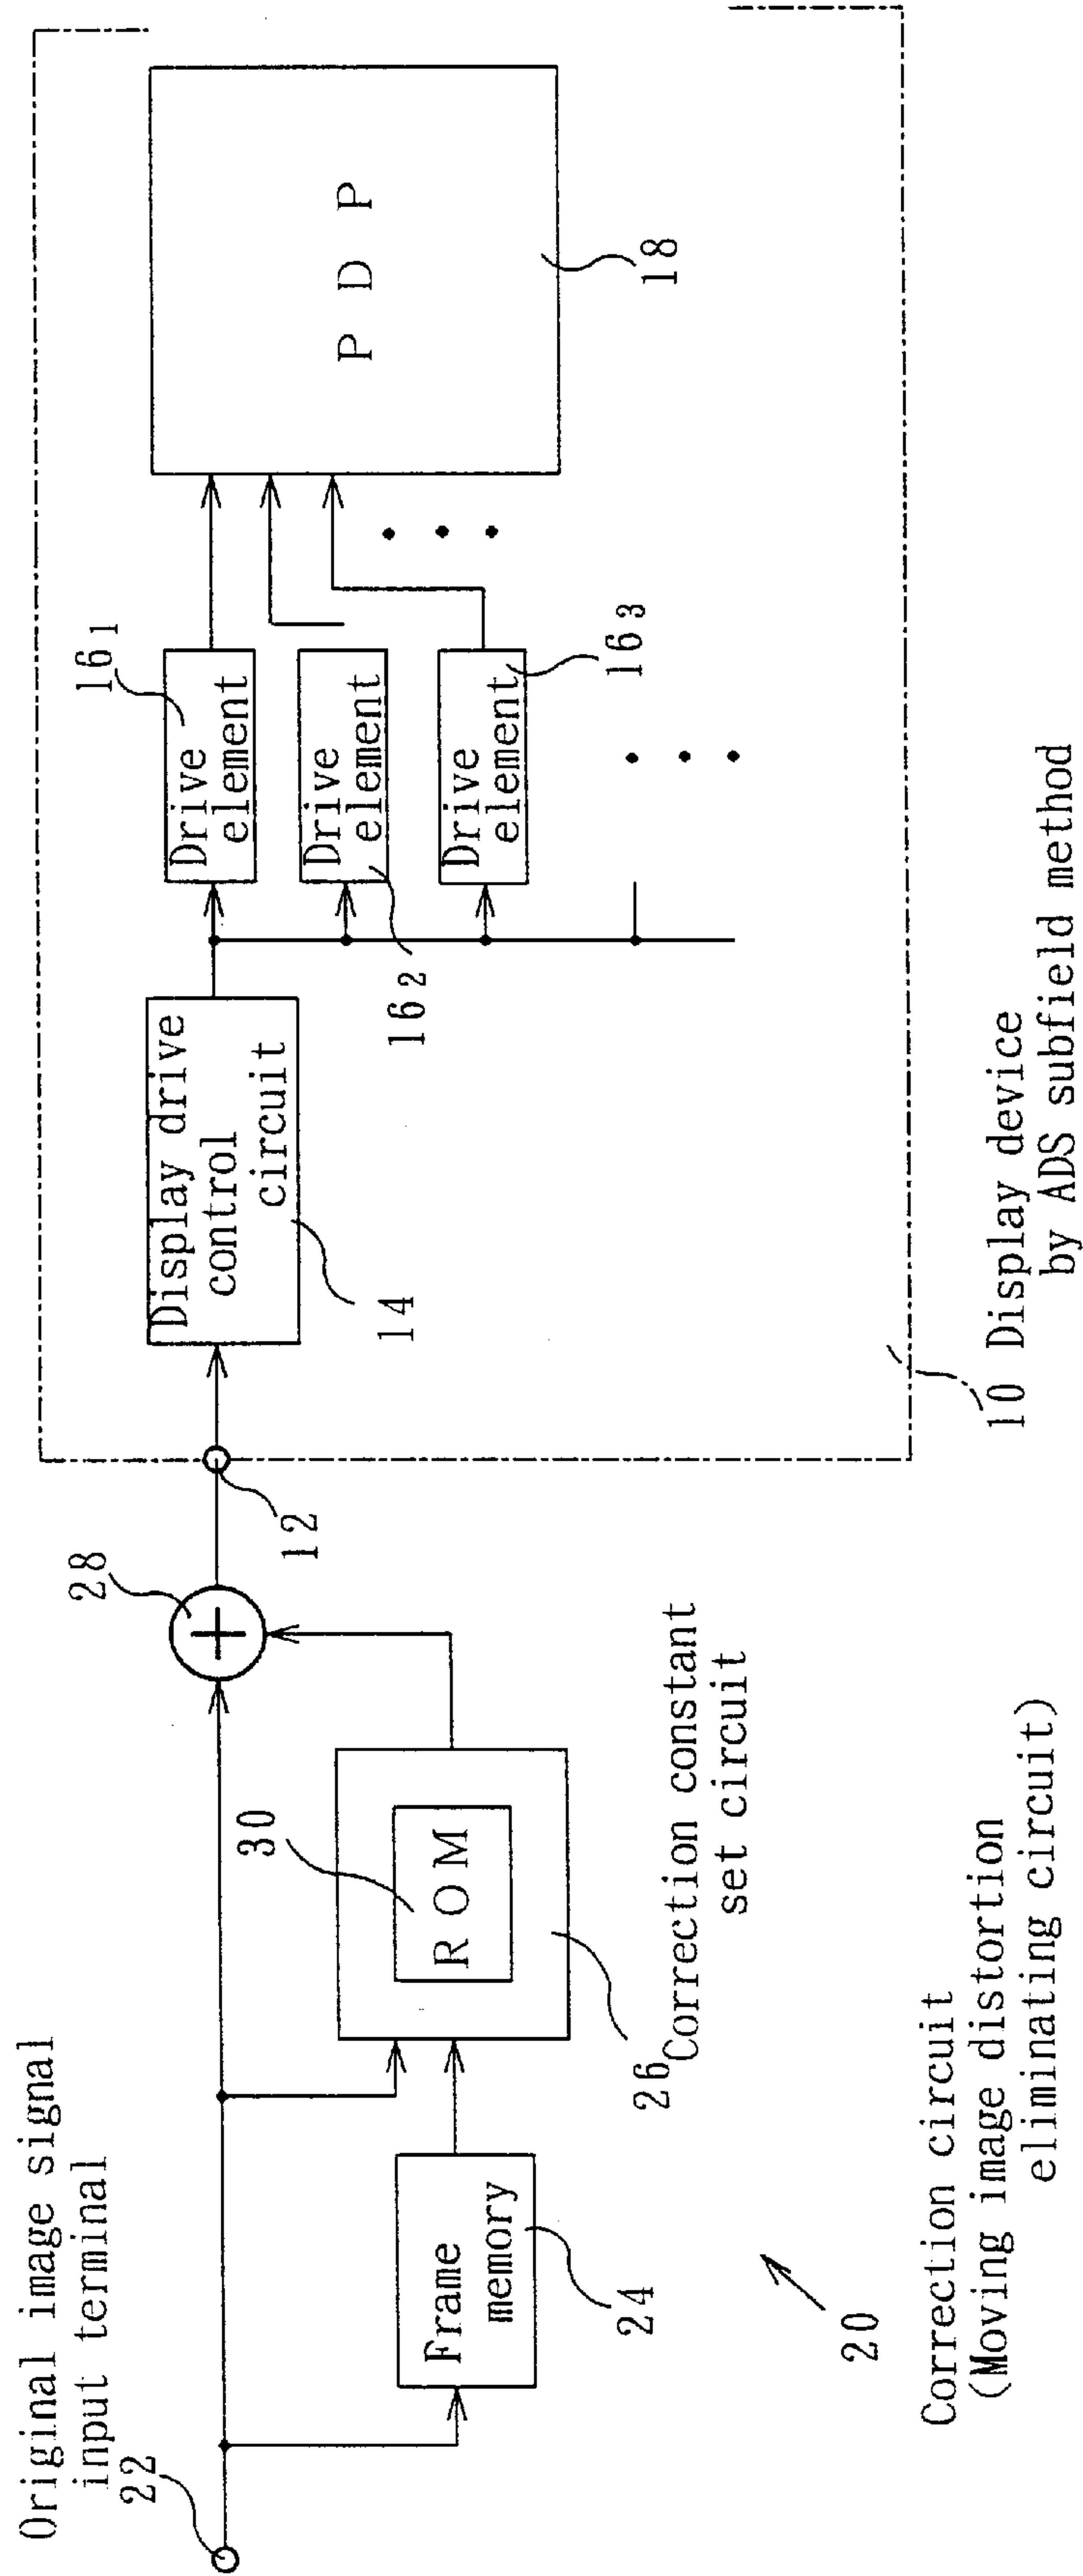 Original image signal
input terminal
22
Frame
memory
24
ROM
30
26
Correction constant
set circuit
28
12
20
Correction circuit
(Moving image distortion
eliminating circuit)
Display drive
control
circuit
14
Drive
element
16₁
Drive
element
16₂
Drive
element
16₃
PDP
18
10 Display device
by ADS subfield method